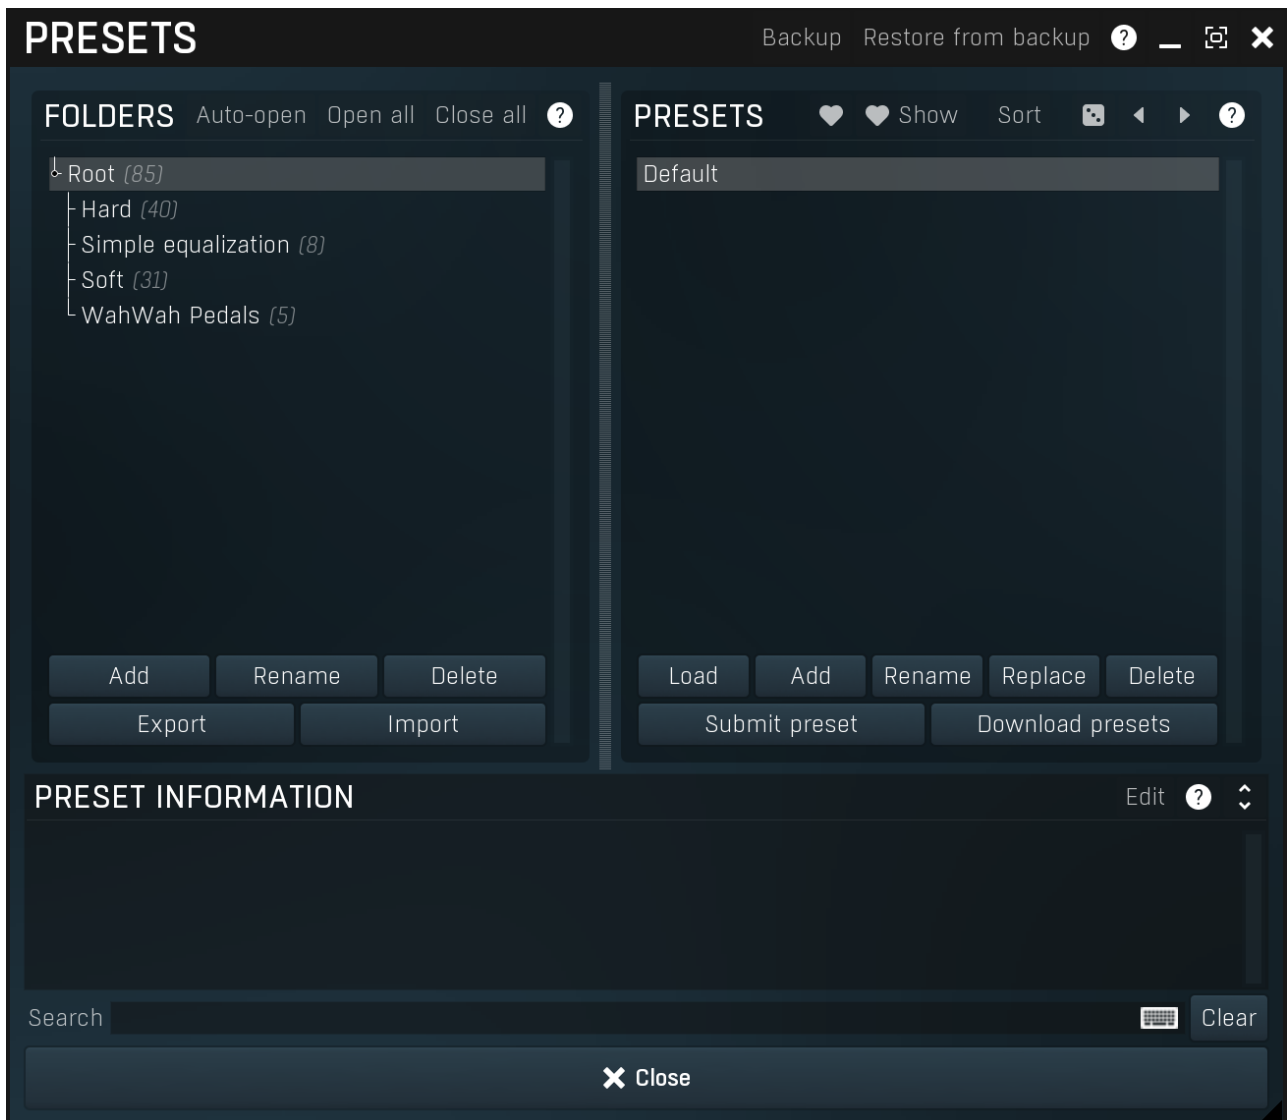 PRESETS Backup Restore from backup ?
FOLDERS Auto-open Open all Close all ?
Root (85)
Hard (40)
Simple equalization (8)
Soft (31)
WahWah Pedals (5)
Add Rename Delete
Export Import
PRESETS Show Sort ?
Default
Load Add Rename Replace Delete
Submit preset Download presets
PRESET INFORMATION Edit ?
Search Clear
Close